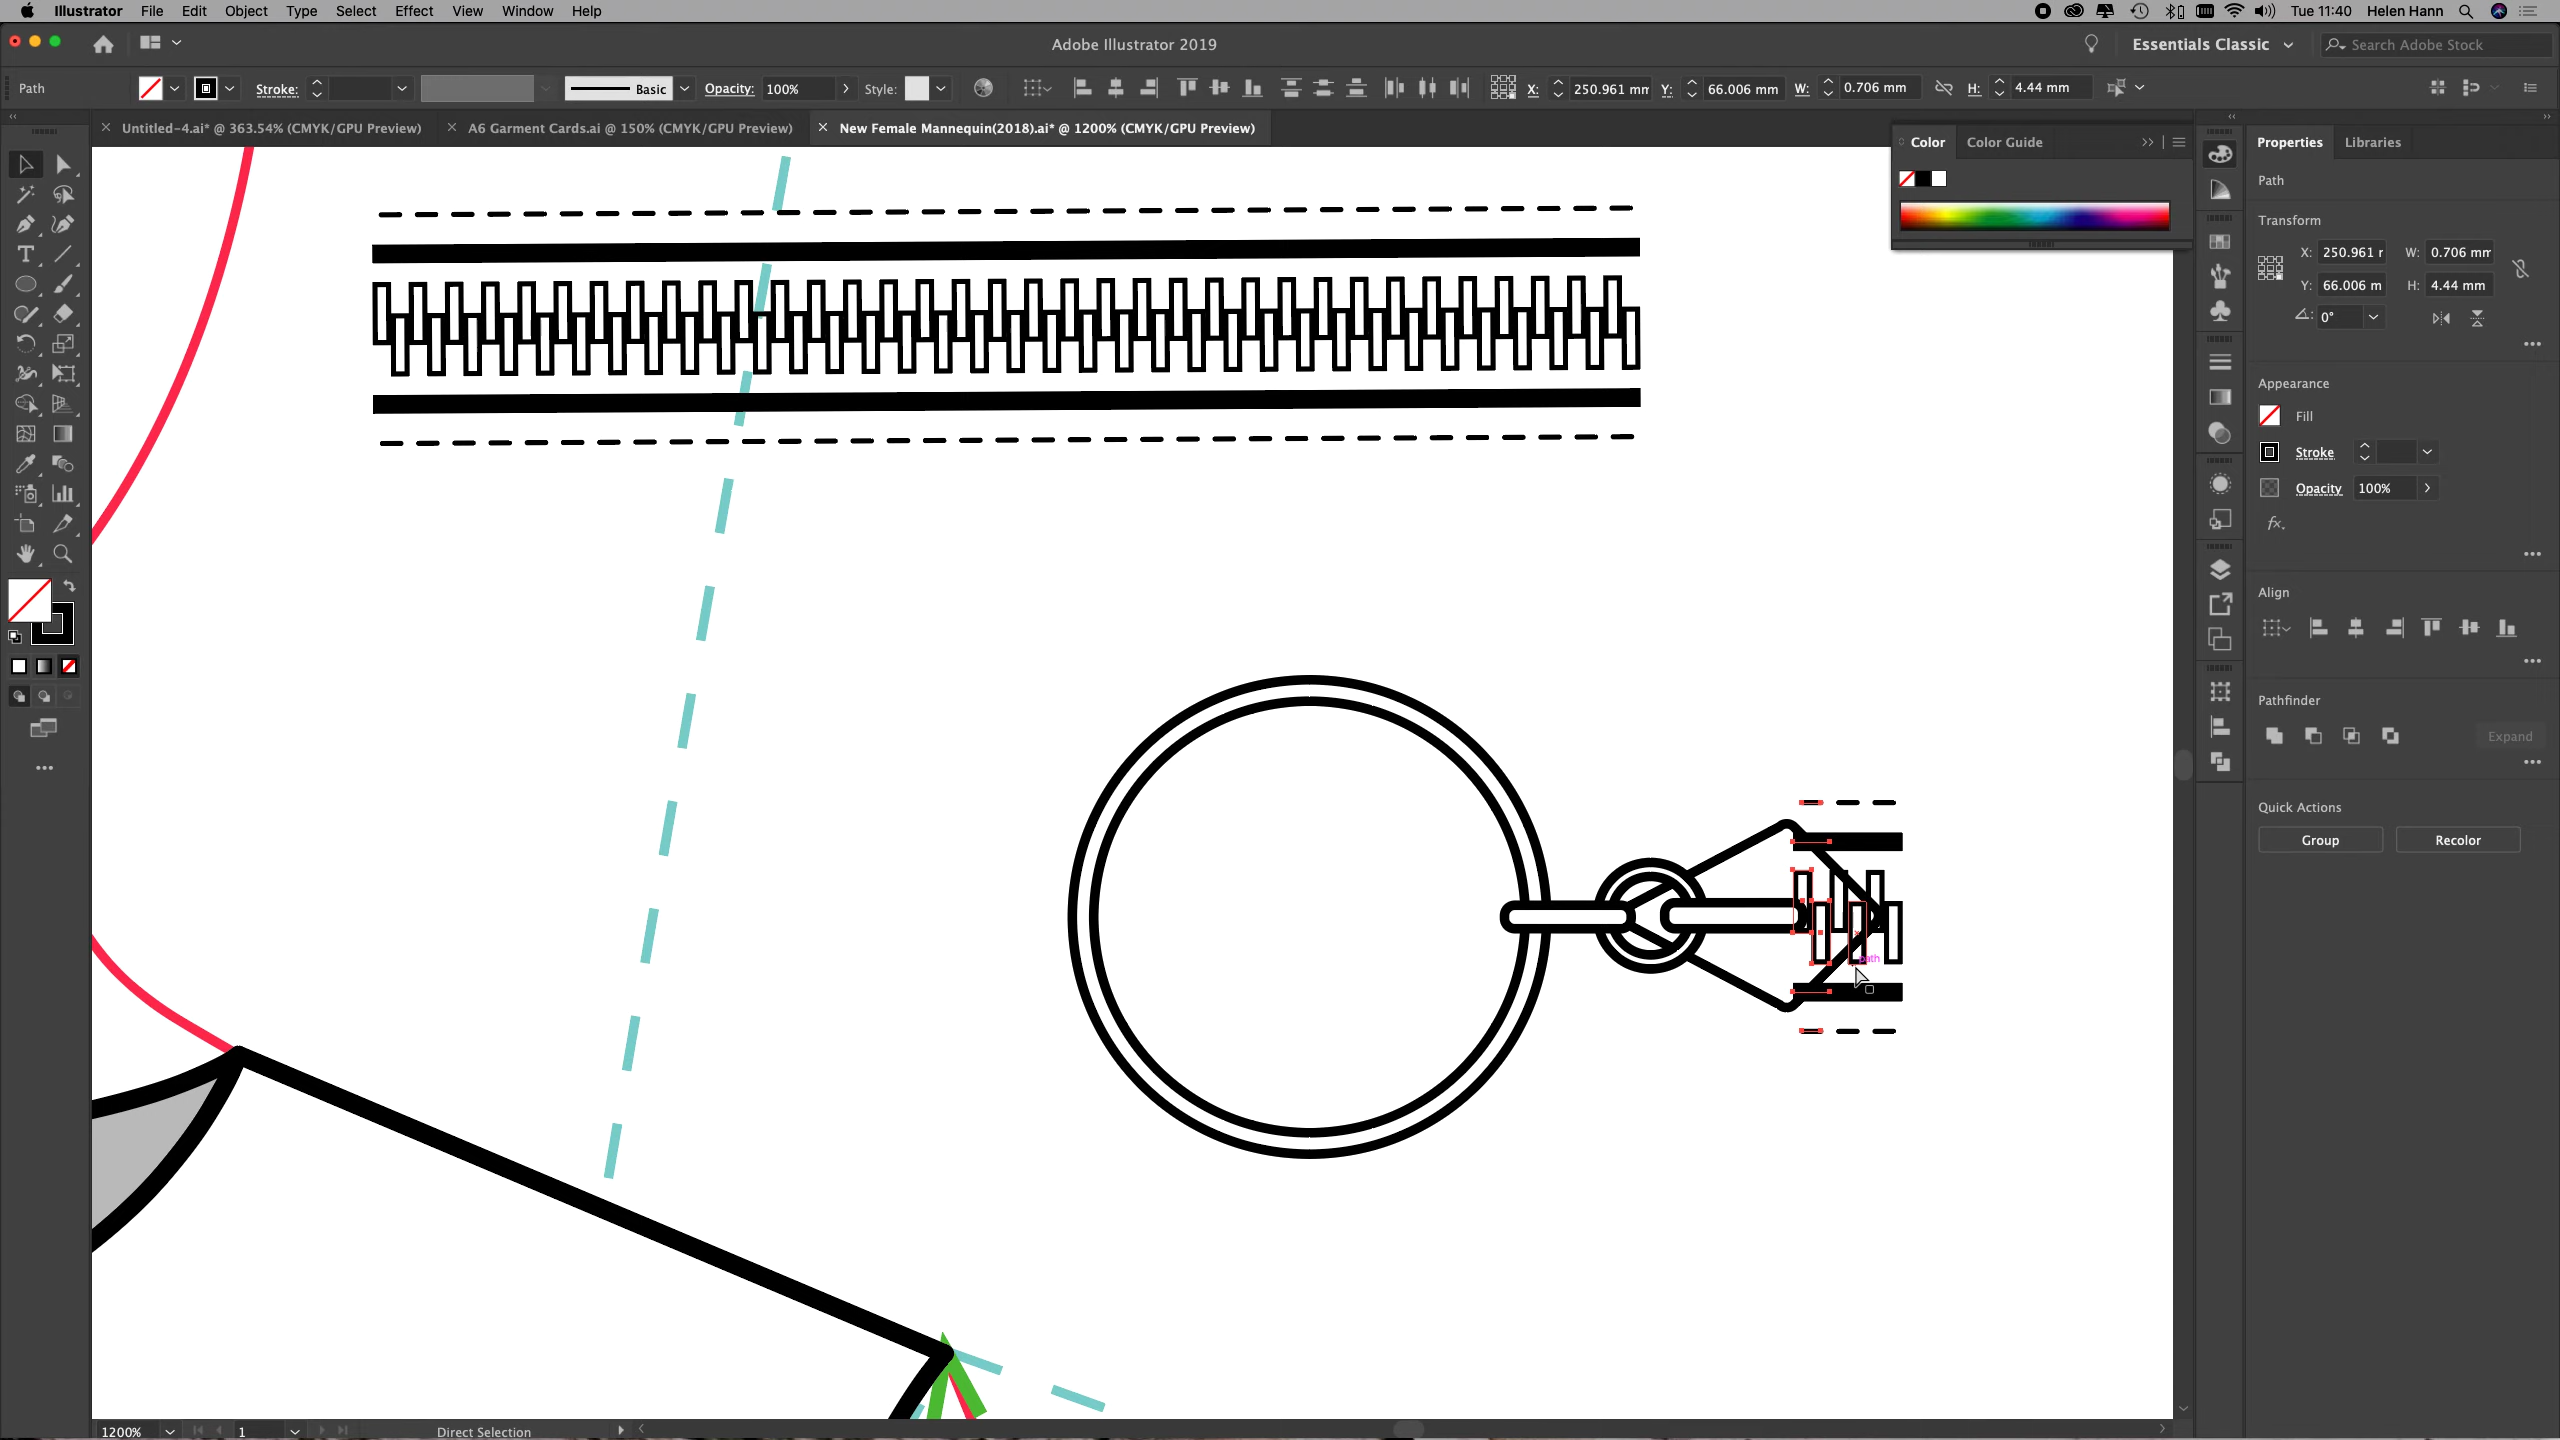 Illustrator File Edit Object Type Select Effect View Window Help Tue 11:40 Helen Hann
Adobe Illustrator 2019 Essentials Classic Search Adobe Stock
Path Stroke: Basic Opacity: 100% Style: X: 250.961 mm Y: 66.006 mm W: 0.706 mm H: 4.44 mm
Untitled-4.ai* @ 363.54% (CMYK/GPU Preview) A6 Garment Cards.ai @ 150% (CMYK/GPU Preview) New Female Mannequin(2018).ai* @ 1200% (CMYK/GPU Preview)
Color Color Guide
Properties Libraries
Path
Transform
X: 250.961 r W: 0.706 mm
Y: 66.006 m H: 4.44 mm
0°
Appearance
Fill
Stroke
Opacity 100%
fx.
Align
Pathfinder
Expand
Quick Actions
Group Recolor
path
1200% 1 Direct Selection